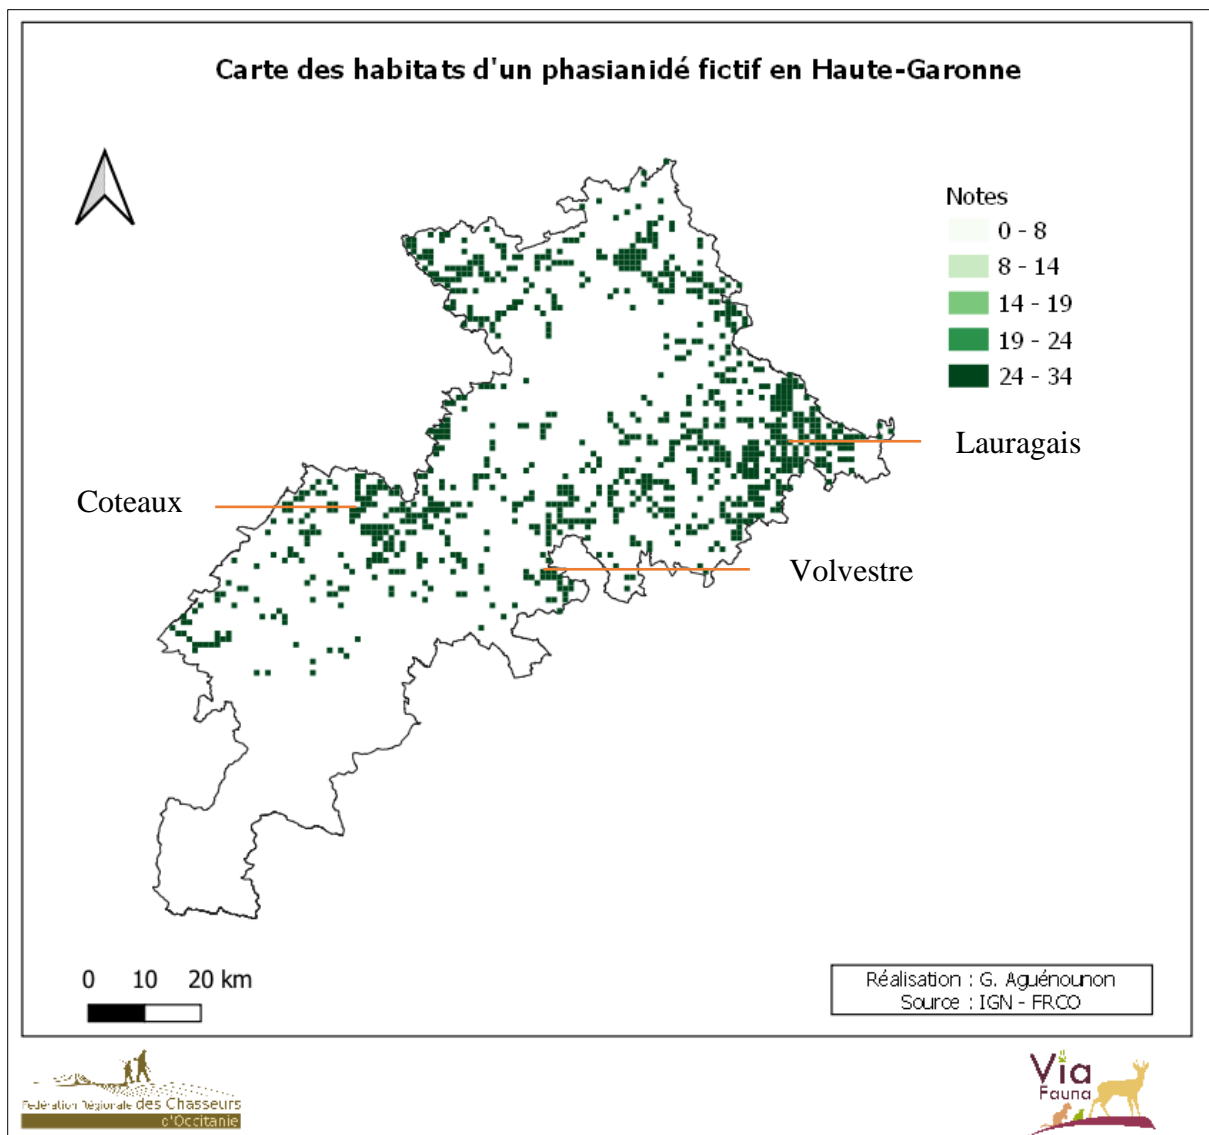 Carte des habitats d'un phasianidé fictif en Haute-Garonne
Notes
0 - 8
8 - 14
14 - 19
19 - 24
24 - 34
Lauragais
Coteaux
Volvestre
0 10 20 km
Réalisation : G. Aguénounon
Source : IGN - FRCO
Fédération Régionale des Chasseurs
d'Occitanie
Via
Fauna